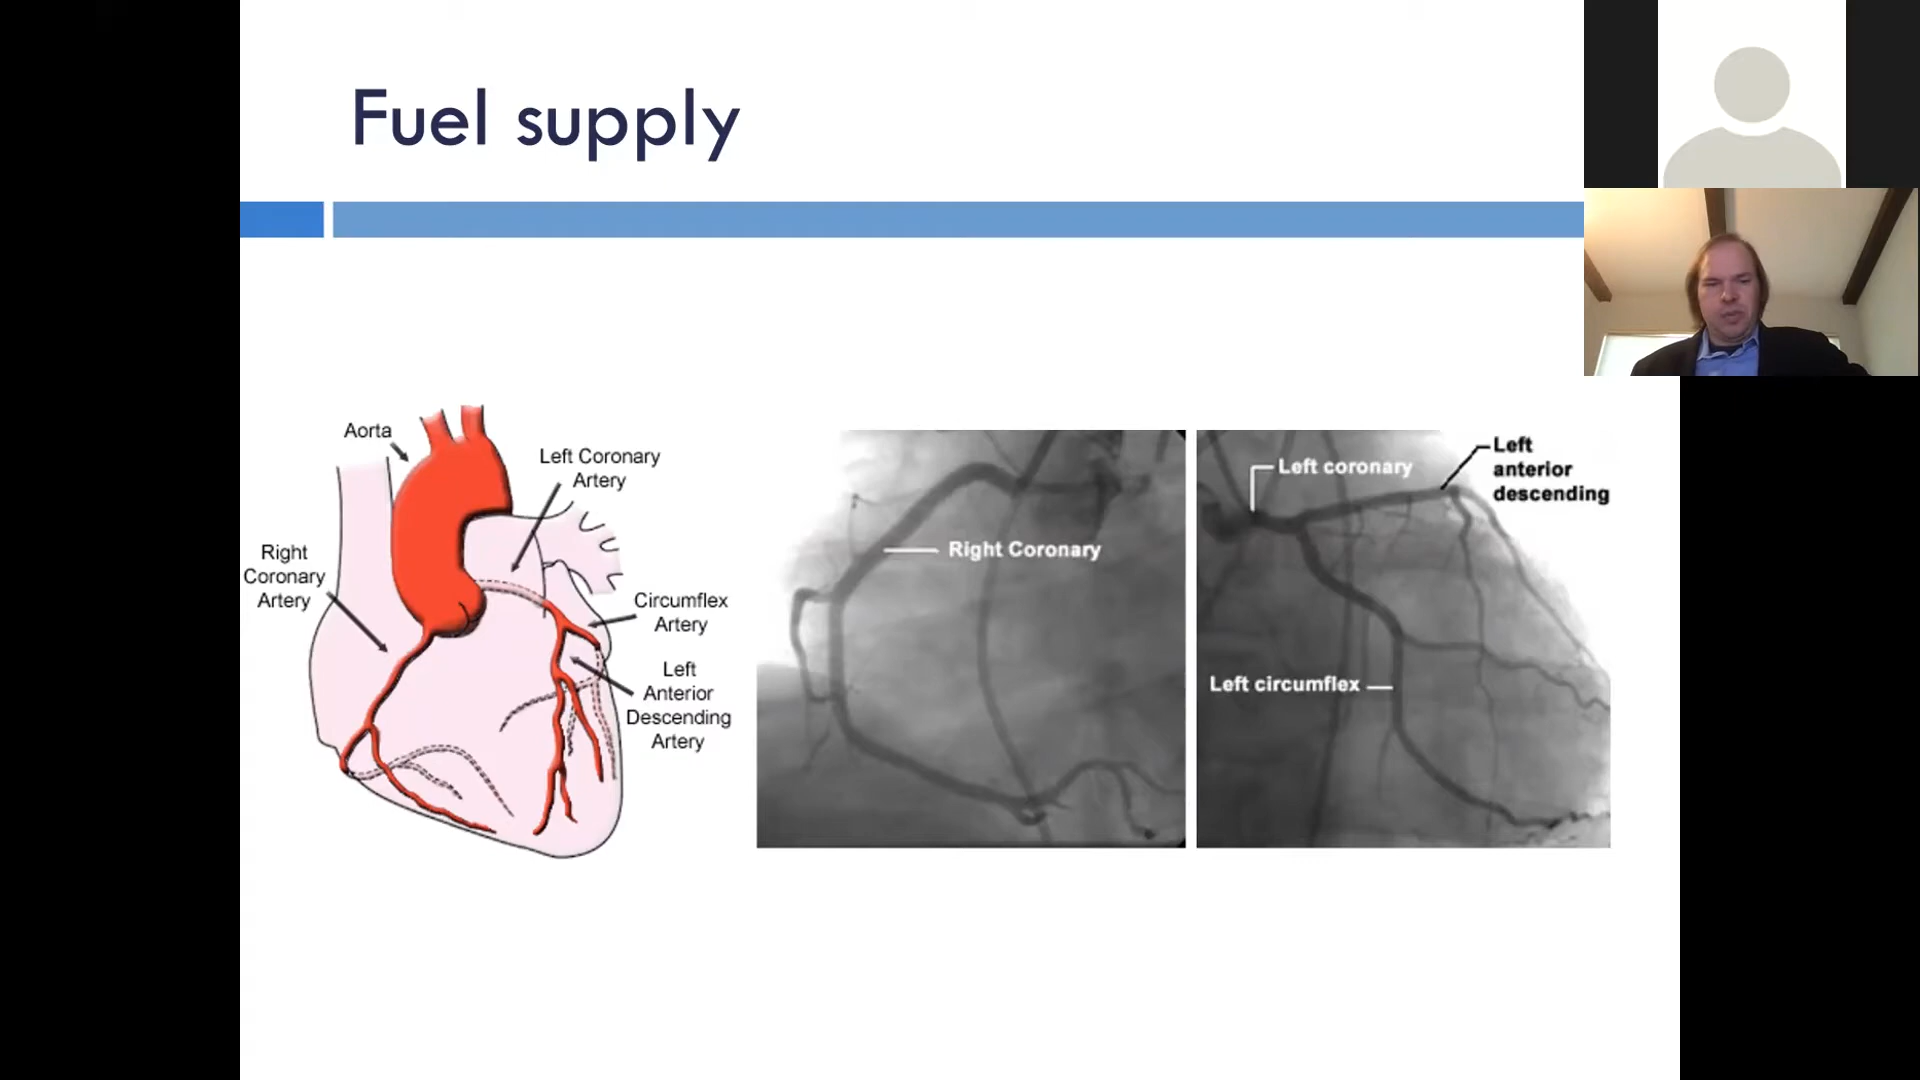 Fuel supply
Aorta
Left Coronary
Artery
Right
Coronary
Artery
Circumflex
Artery
Left
Anterior
Descending
Artery
Right Coronary
Left coronary
Left
anterior
descending
Left circumflex